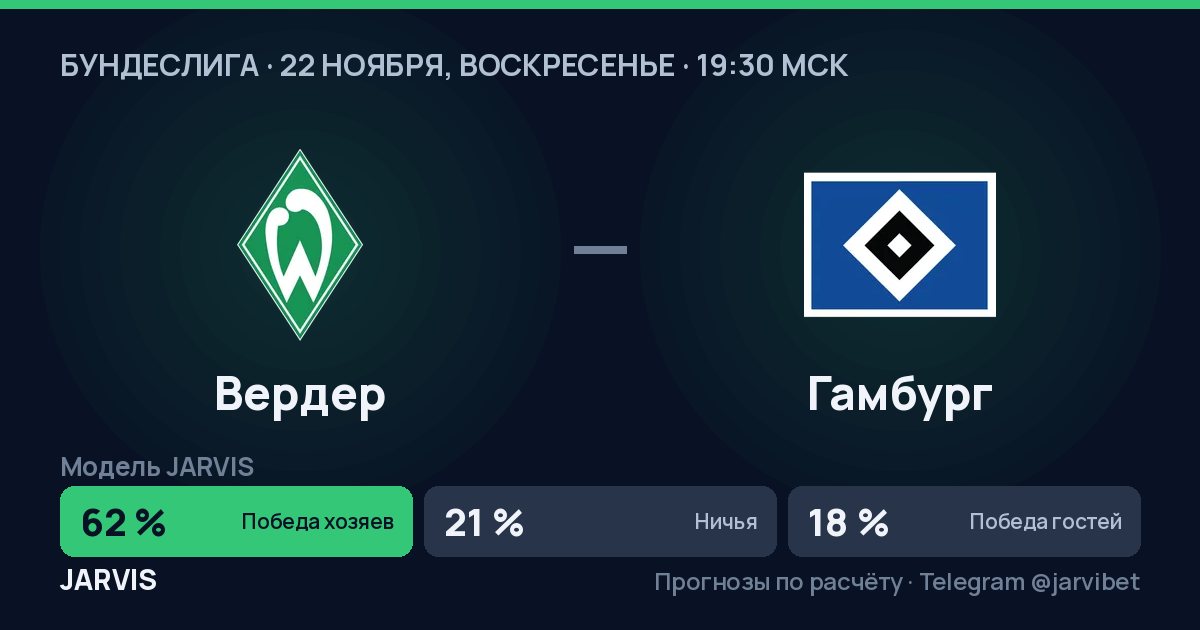 БУНДЕСЛИГА · 22 НОЯБРЯ, ВОСКРЕСЕНЬЕ · 19:30 МСК
W
Вердер
—
Гамбург
Модель JARVIS
62 % Победа хозяев
21 % Ничья
18 % Победа гостей
JARVIS
Прогнозы по расчёту · Telegram @jarvibet